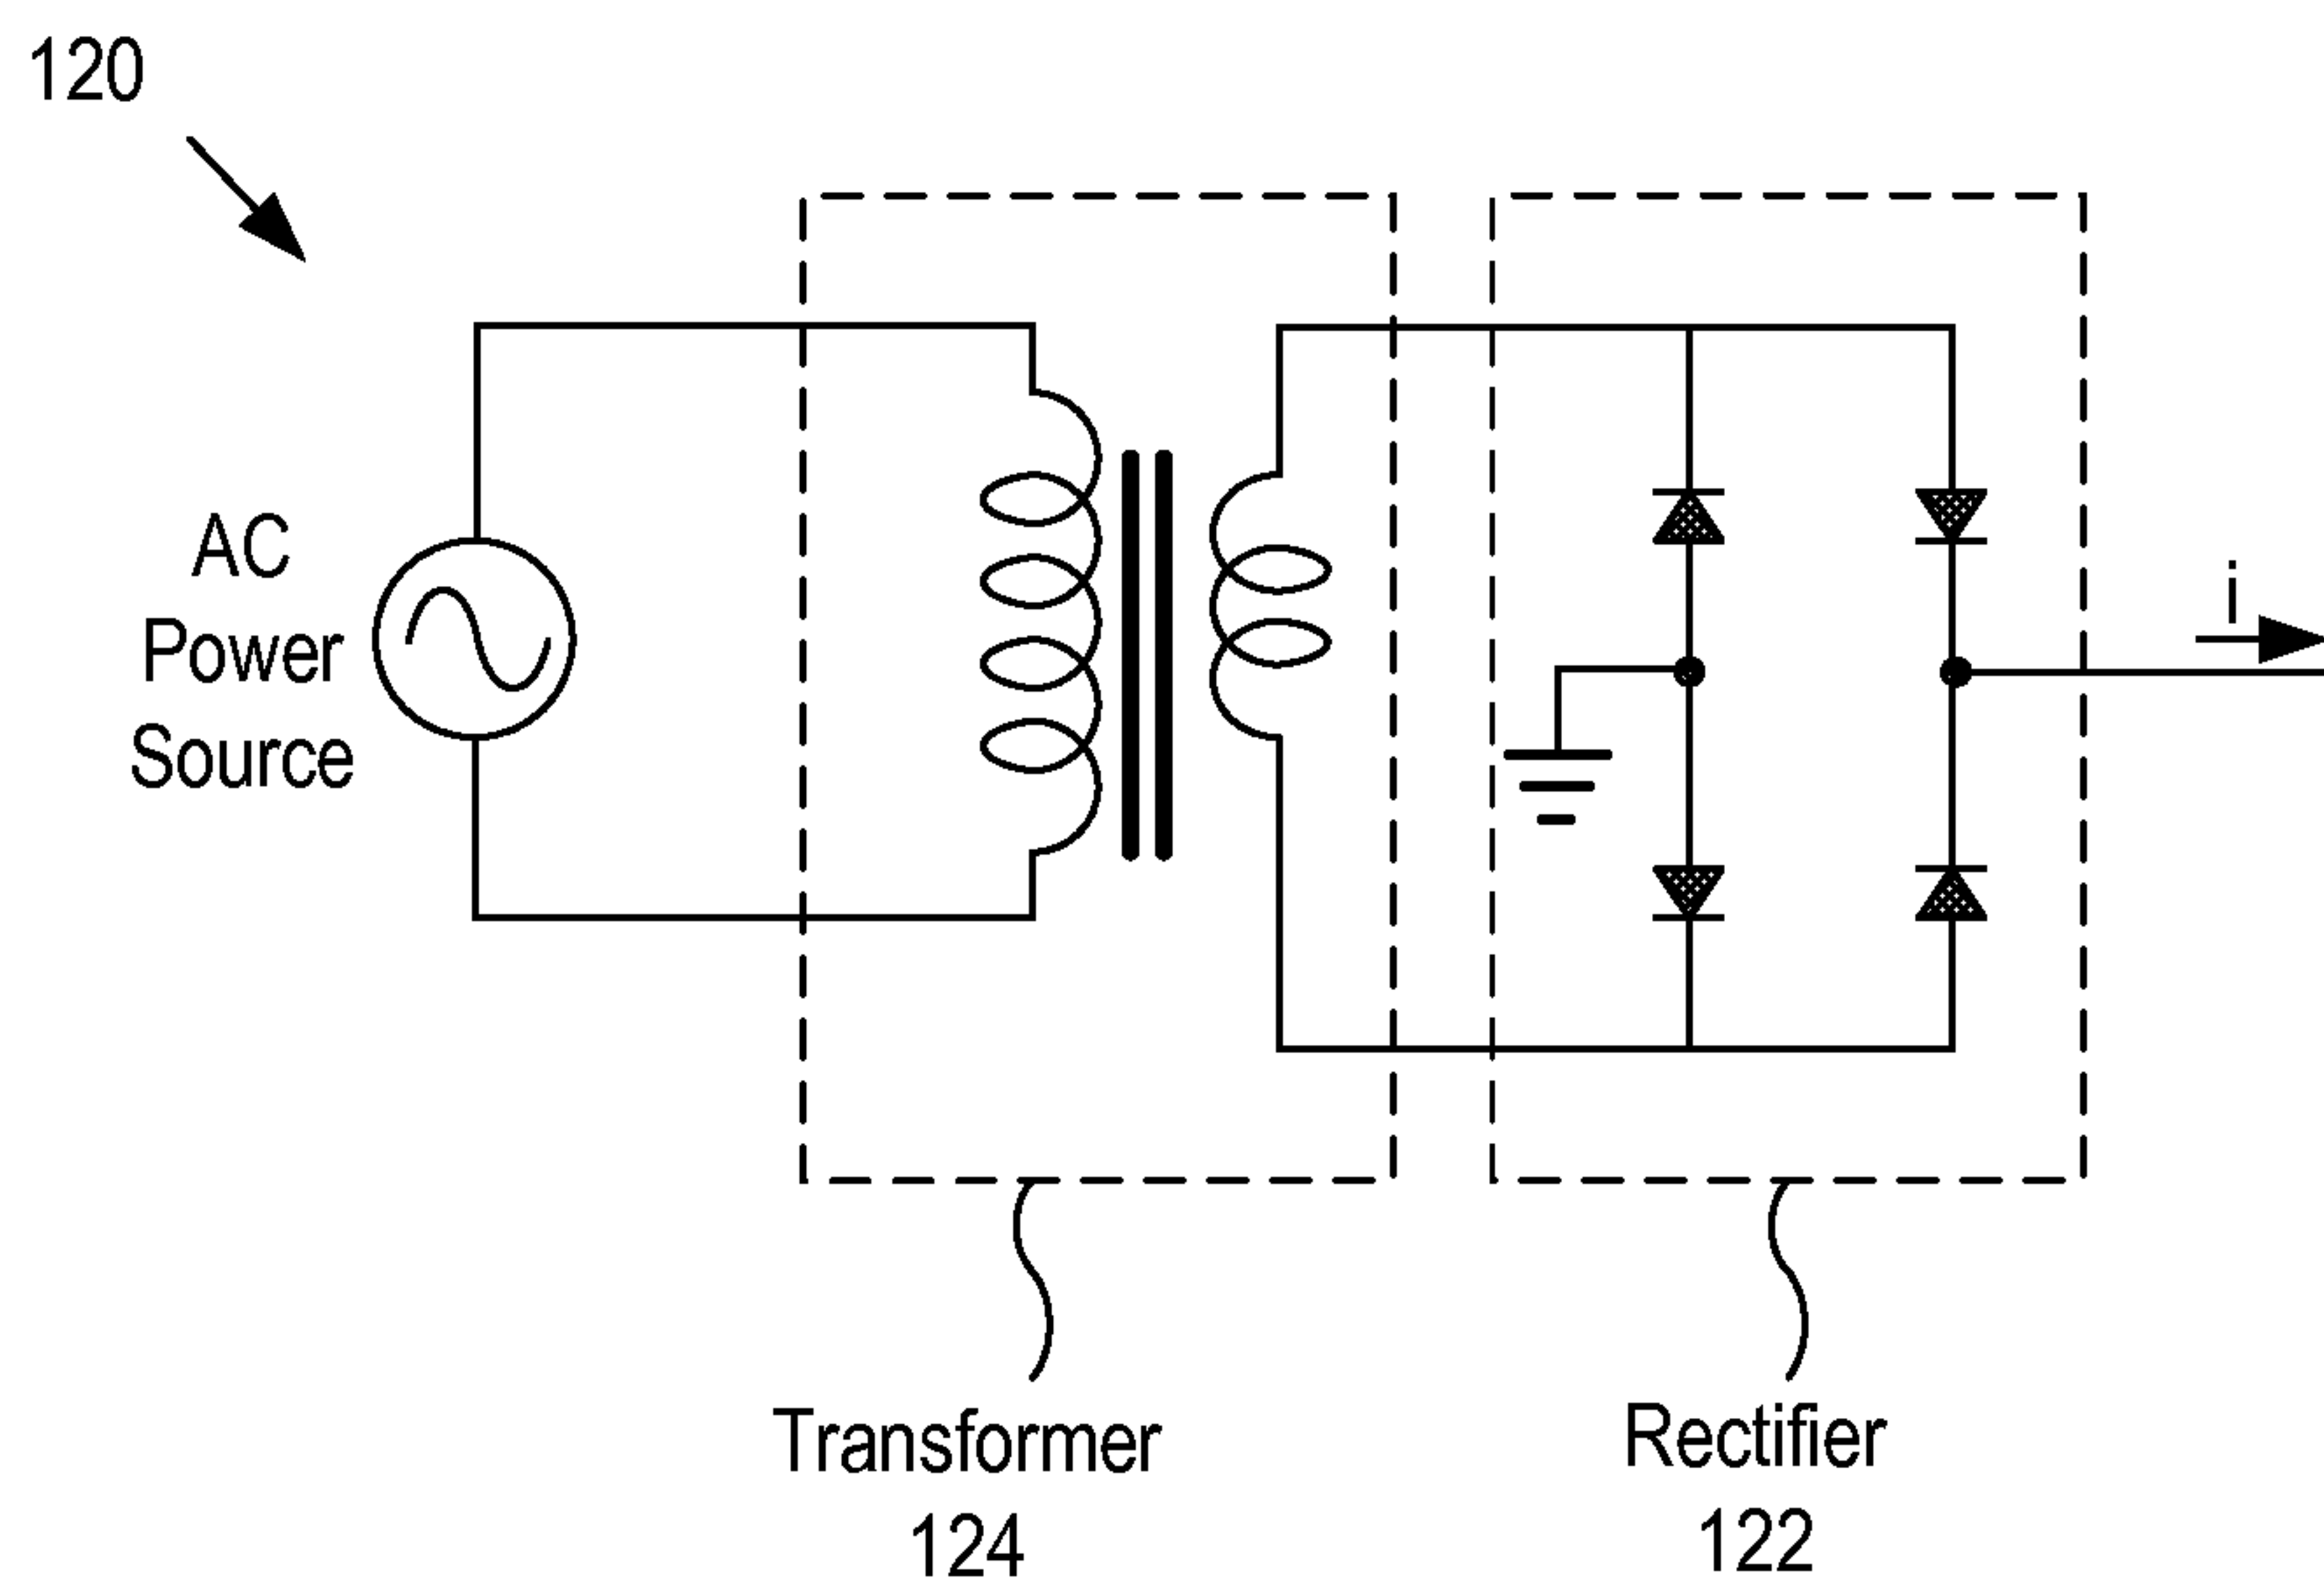 120
AC
Power
Source
i
Transformer
124
Rectifier
122